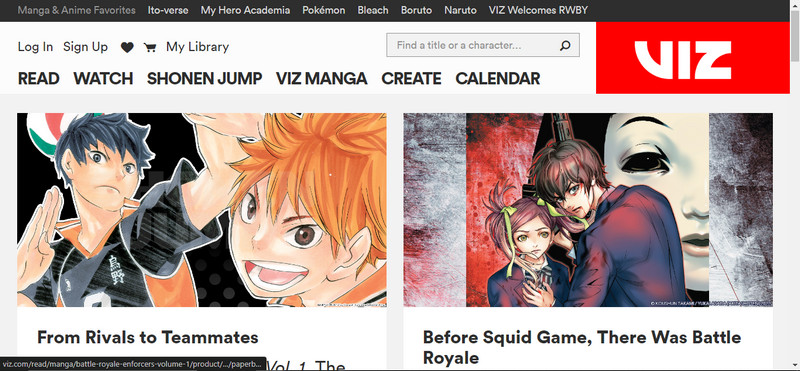 Manga & Anime Favorites Ito-verse My Hero Academia Pokémon Bleach Boruto Naruto VIZ Welcomes RWBY
Log In Sign Up My Library
Find a title or a character...
VIZ
READ WATCH SHONEN JUMP VIZ MANGA CREATE CALENDAR
烏野
From Rivals to Teammates
Before Squid Game, There Was Battle
Royale
Vol. 1, The
viz.com/read/manga/battle-royale-enforcers-volume-1/product/.../paperb...